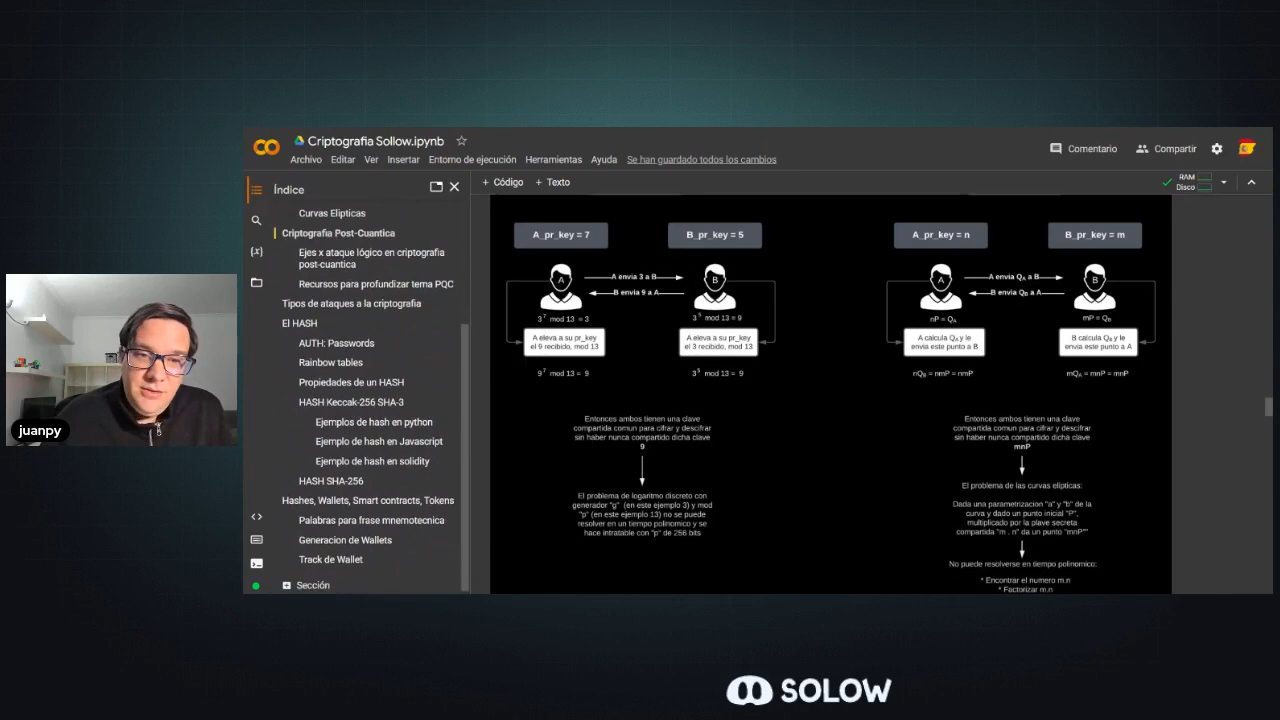 Criptografia Sollow.ipynb
Archivo Editar Ver Insertar Entorno de ejecución Herramientas Ayuda Se han guardado todos los cambios
Comentario Compartir
Índice
+ Código + Texto
RAM
Disco
Curvas Elipticas
Criptografia Post-Cuantica
Ejes x ataque lógico en criptografia
post-cuantica
Recursos para profundizar tema PQC
Tipos de ataques a la criptografia
El HASH
AUTH: Passwords
Rainbow tables
Propiedades de un HASH
HASH Keccak-256 SHA-3
Ejemplos de hash en python
Ejemplo de hash en Javascript
Ejemplo de hash en solidity
HASH SHA-256
Hashes, Wallets, Smart contracts, Tokens
Palabras para frase mnemotecnica
Generacion de Wallets
Track de Wallet
Sección
A_pr_key = 7
B_pr_key = 5
A
B
A envia 3 a B
B envia 9 a A
3^7 mod 13 = 3
3^5 mod 13 = 9
A eleva a su pr_key
el 9 recibido, mod 13
B eleva a su pr_key
el 3 recibido, mod 13
9^7 mod 13 = 9
3^5 mod 13 = 9
Entonces ambos tienen una clave
compartida comun para cifrar y descifrar
sin haber nunca compartido dicha clave
9
El problema de logaritmo discreto con
generador "g" (en este ejemplo 3) y mod
"p" (en este ejemplo 13) no se puede
resolver en un tiempo polinomico y se
hace intratable con "p" de 256 bits
A_pr_key = n
B_pr_key = m
A
B
A envia QA a B
B envia QB a A
nP = QA
mP = QB
A calcula QA y le
envia este punto a B
B calcula QB y le
envia este punto a A
nQB = nmP = nmP
mQA = mnP = mnP
Entonces ambos tienen una clave
compartida comun para cifrar y descifrar
sin haber nunca compartido dicha clave
mnP
El problema de las curvas elipticas:
Dada una parametrizacion "a" y "b" de la
curva y dado un punto inicial "P",
multiplicado por la plave secreta
compartida "m . n" da un punto "mnP""
No puede resolverse en tiempo polinomico:
* Encontrar el numero m.n
* Factorizar m.n
juanpy
SOLOW